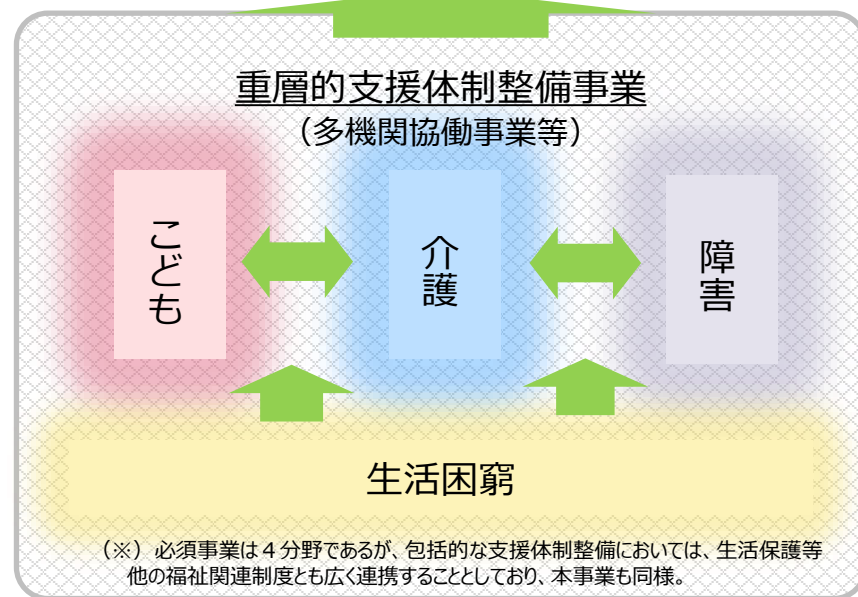 重層的支援体制整備事業
（多機関協働事業等）
こども
介護
障害
生活困窮
（※）必須事業は４分野であるが、包括的な支援体制整備においては、生活保護等
他の福祉関連制度とも広く連携することとしており、本事業も同様。